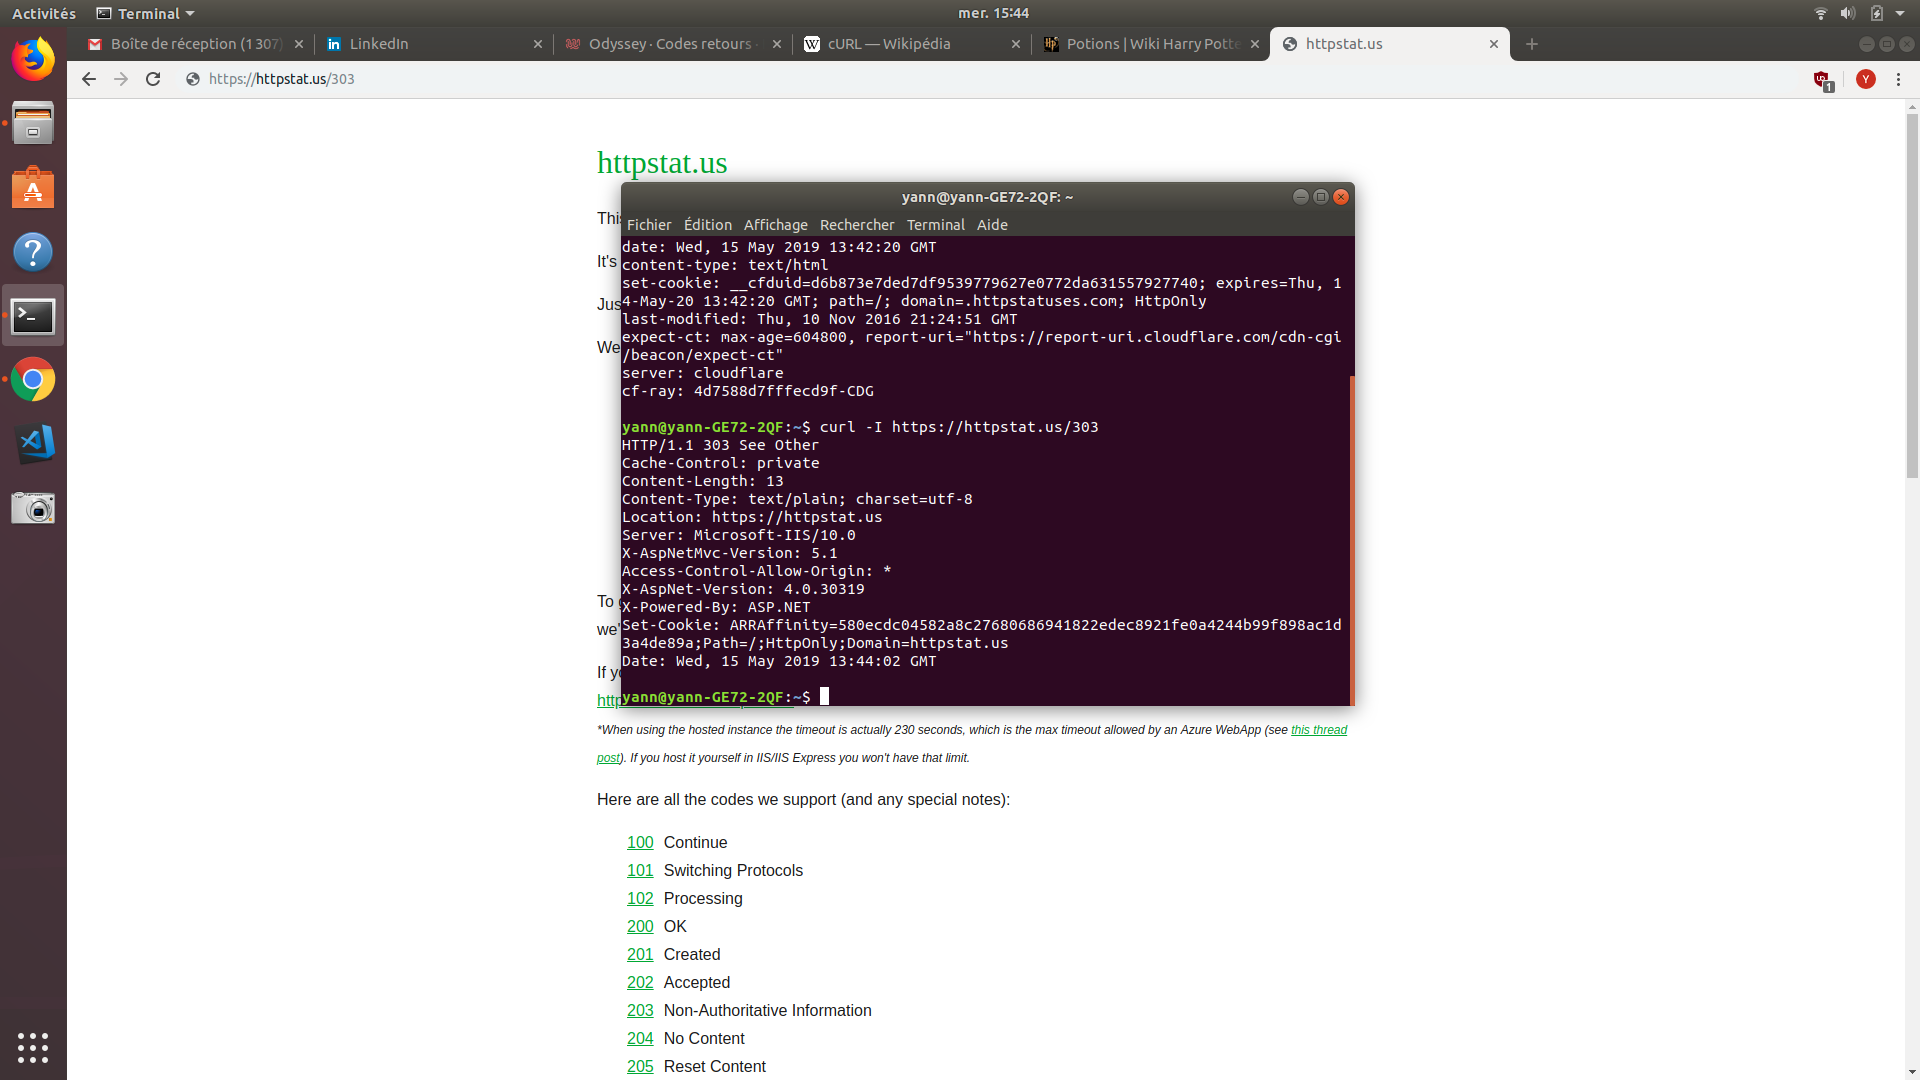 Activités
Terminal
mer. 15:44
Boîte de réception (1 307)
LinkedIn
Odyssey · Codes retours
cURL — Wikipédia
Potions | Wiki Harry Potte
httpstat.us
https://httpstat.us/303
1
Y
httpstat.us
yann@yann-GE72-2QF: ~
Fichier Édition Affichage Rechercher Terminal Aide
date: Wed, 15 May 2019 13:42:20 GMT
content-type: text/html
set-cookie: __cfduid=d6b873e7ded7df9539779627e0772da631557927740; expires=Thu, 1
4-May-20 13:42:20 GMT; path=/; domain=.httpstatuses.com; HttpOnly
last-modified: Thu, 10 Nov 2016 21:24:51 GMT
expect-ct: max-age=604800, report-uri="https://report-uri.cloudflare.com/cdn-cgi
/beacon/expect-ct"
server: cloudflare
cf-ray: 4d7588d7fffecd9f-CDG
yann@yann-GE72-2QF:~$ curl -I https://httpstat.us/303
HTTP/1.1 303 See Other
Cache-Control: private
Content-Length: 13
Content-Type: text/plain; charset=utf-8
Location: https://httpstat.us
Server: Microsoft-IIS/10.0
X-AspNetMvc-Version: 5.1
Access-Control-Allow-Origin: *
X-AspNet-Version: 4.0.30319
X-Powered-By: ASP.NET
Set-Cookie: ARRAffinity=580ecdc04582a8c27680686941822edec8921fe0a4244b99f898ac1d
3a4de89a;Path=/;HttpOnly;Domain=httpstat.us
Date: Wed, 15 May 2019 13:44:02 GMT
yann@yann-GE72-2QF:~$
It's
We
To
*When using the hosted instance the timeout is actually 230 seconds, which is the max timeout allowed by an Azure WebApp (see this thread
post). If you host it yourself in IIS/IIS Express you won't have that limit.
Here are all the codes we support (and any special notes):
100 Continue
101 Switching Protocols
102 Processing
200 OK
201 Created
202 Accepted
203 Non-Authoritative Information
204 No Content
205 Reset Content